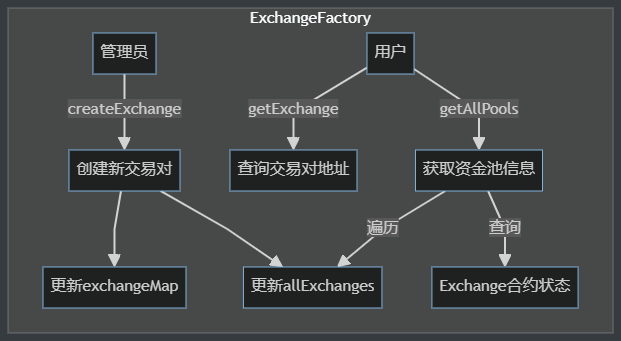 ExchangeFactory
管理员
用户
createExchange
getExchange
getAllPools
创建新交易对
查询交易对地址
获取资金池信息
遍历
查询
更新exchangeMap
更新allExchanges
Exchange合约状态